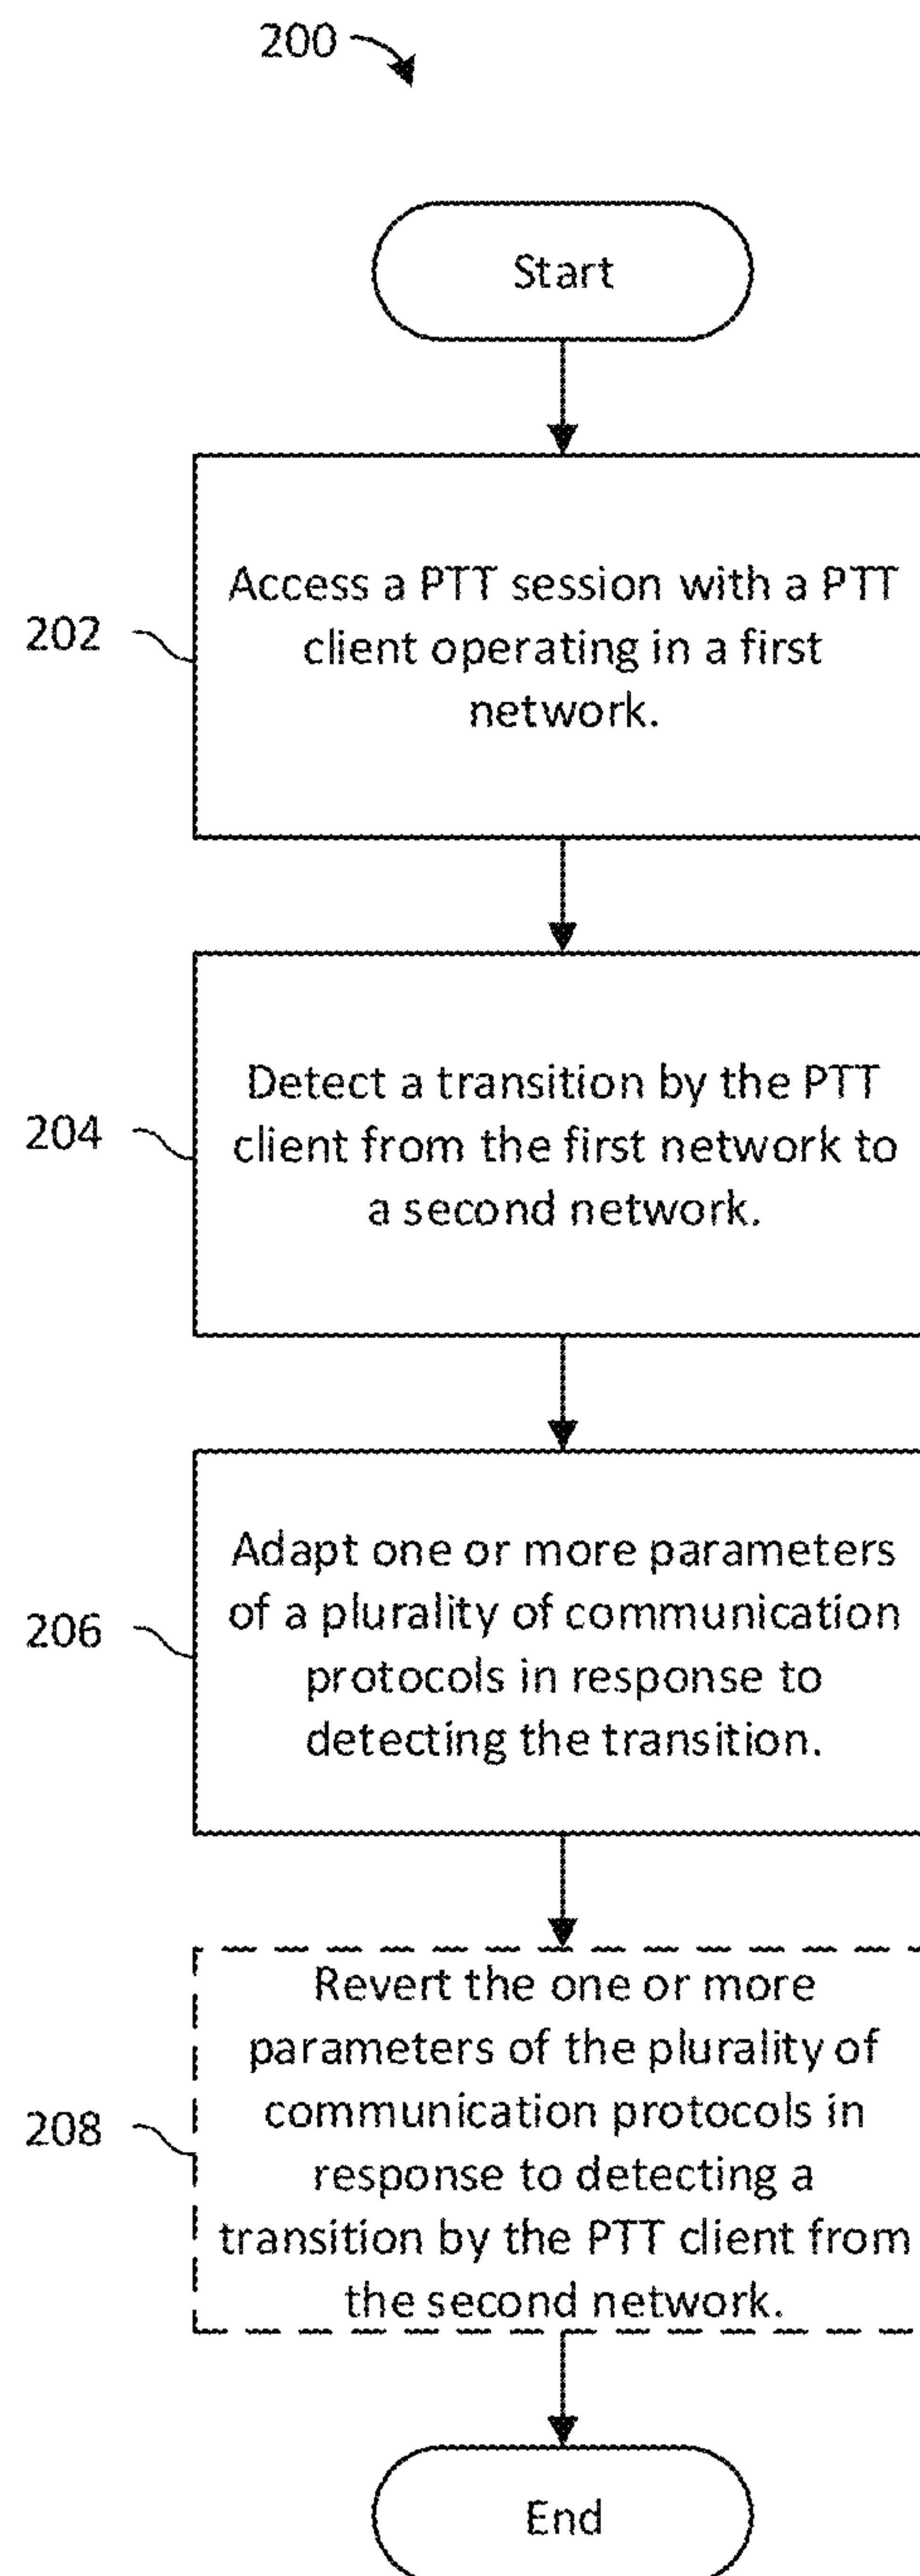 200
Start
202
Access a PTT session with a PTT
client operating in a first
network.
204
Detect a transition by the PTT
client from the first network to
a second network.
206
Adapt one or more parameters
of a plurality of communication
protocols in response to
detecting the transition.
208
Revert the one or more
parameters of the plurality of
communication protocols in
response to detecting a
transition by the PTT client from
the second network.
End